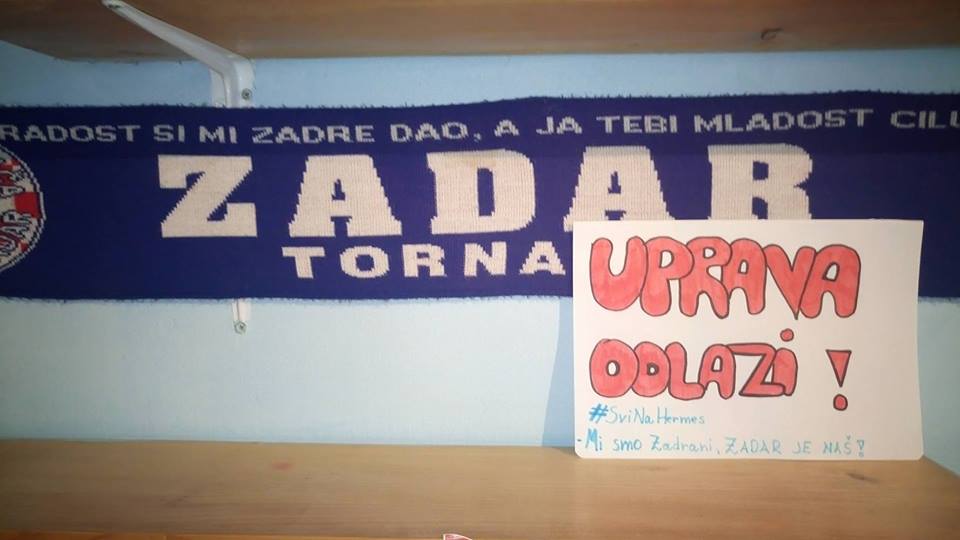 RADOST SI MI ZADRE DAO, A JA TEBI MLADOST CILU
ZADAR
TORNA
UPRAVA
ODLAZI!
#SviNaHermes
-Mi smo Zadrani, ZADAR JE NAŠ!